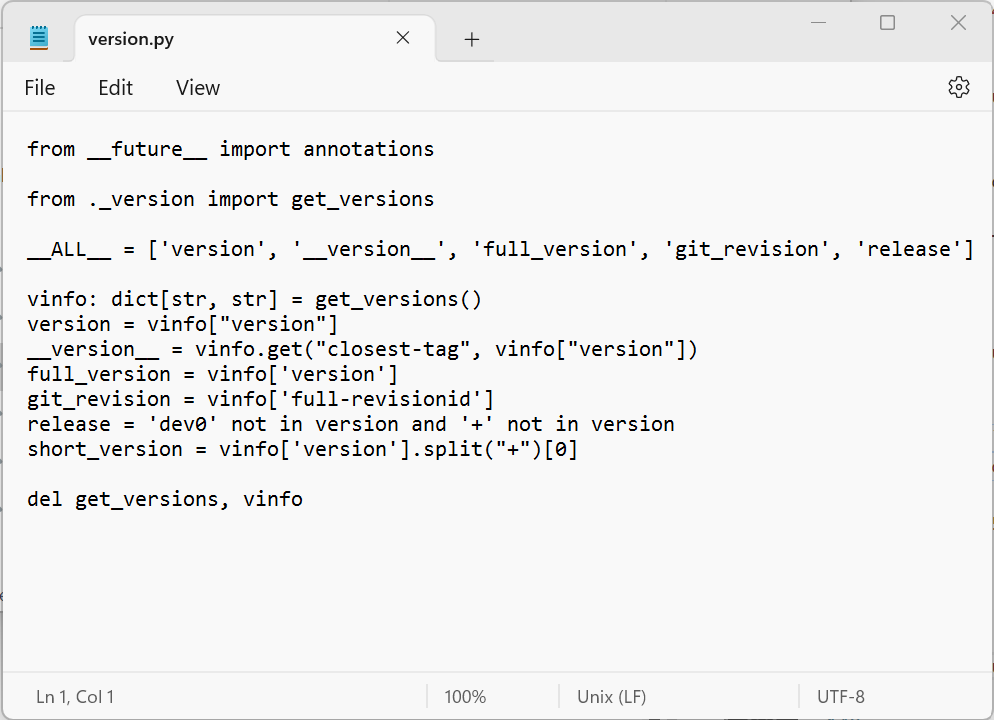 version.py
File Edit View
from __future__ import annotations
from ._version import get_versions
__ALL__ = ['version', '__version__', 'full_version', 'git_revision', 'release']
vinfo: dict[str, str] = get_versions()
version = vinfo["version"]
__version__ = vinfo.get("closest-tag", vinfo["version"])
full_version = vinfo['version']
git_revision = vinfo['full-revisionid']
release = 'dev0' not in version and '+' not in version
short_version = vinfo['version'].split("+")[0]
del get_versions, vinfo
Ln 1, Col 1 100% Unix (LF) UTF-8